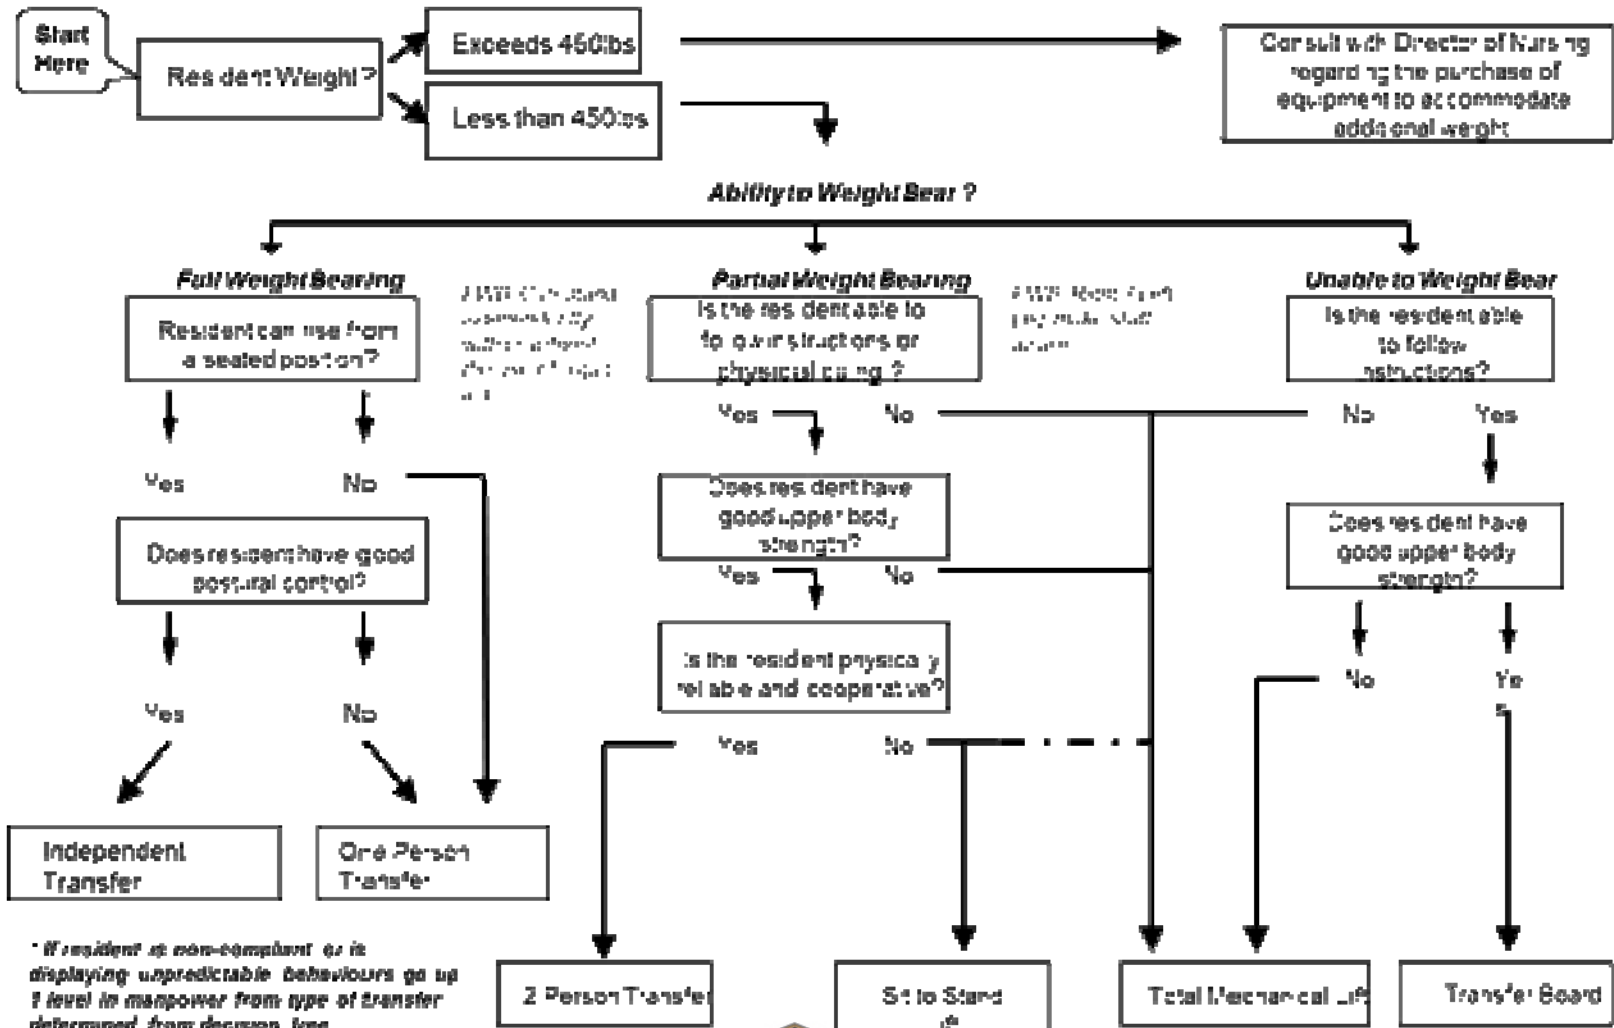 Start
Here
Resident Weight?
Exceeds 450lbs
Less than 450lbs
Consult with Director of Nursing
regarding the purchase of
equipment to accommodate
additional weight
Ability to Weight Bear ?
Full Weight Bearing
Resident can rise from
a seated position?
Yes
No
Does resident have good
postural control?
Yes
No
Independent
Transfer
One Person
Transfer
Partial Weight Bearing
Is the resident able to
follow instructions or
physical cuing ?
Yes
No
Does resident have
good upper body
strength?
Yes
No
Is the resident physically
reliable and cooperative?
Yes
No
Unable to Weight Bear
Is the resident able
to follow
instructions?
No
Yes
Does resident have
good upper body
strength?
No
Ye
s
2 Person Transfer
Sit to Stand
Total Mechanical Lift
Transfer Board
* If resident is non-compliant or is
displaying unpredictable behaviours go up
1 level in manpower from type of transfer
determined from decision tree